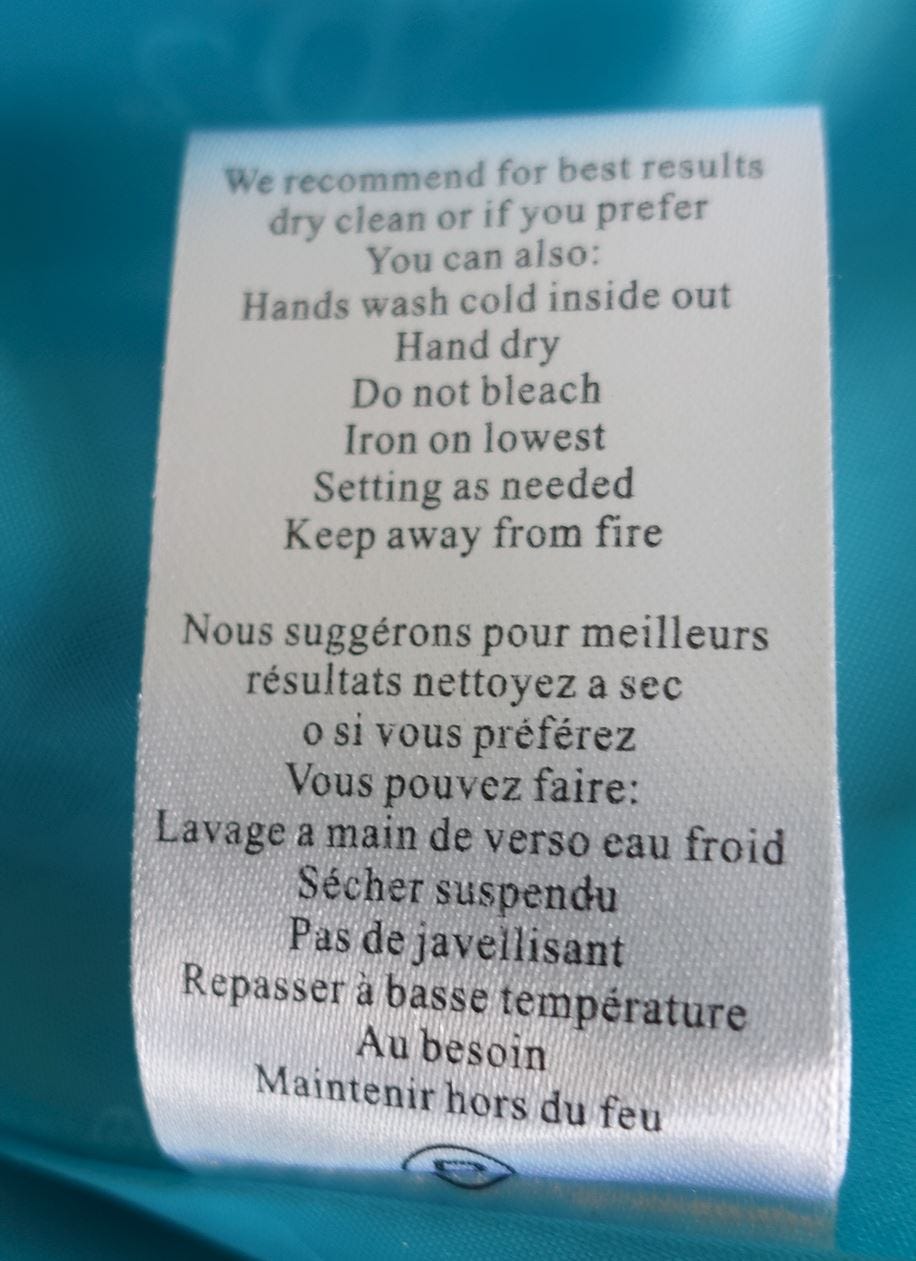 We recommend for best results
dry clean or if you prefer
You can also:
Hands wash cold inside out
Hand dry
Do not bleach
Iron on lowest
Setting as needed
Keep away from fire
Nous suggérons pour meilleurs
résultats nettoyez a sec
o si vous préférez
Vous pouvez faire:
Lavage a main de verso eau froid
Sécher suspendu
Pas de javellisant
Repasser à basse température
Au besoin
Maintenir hors du feu